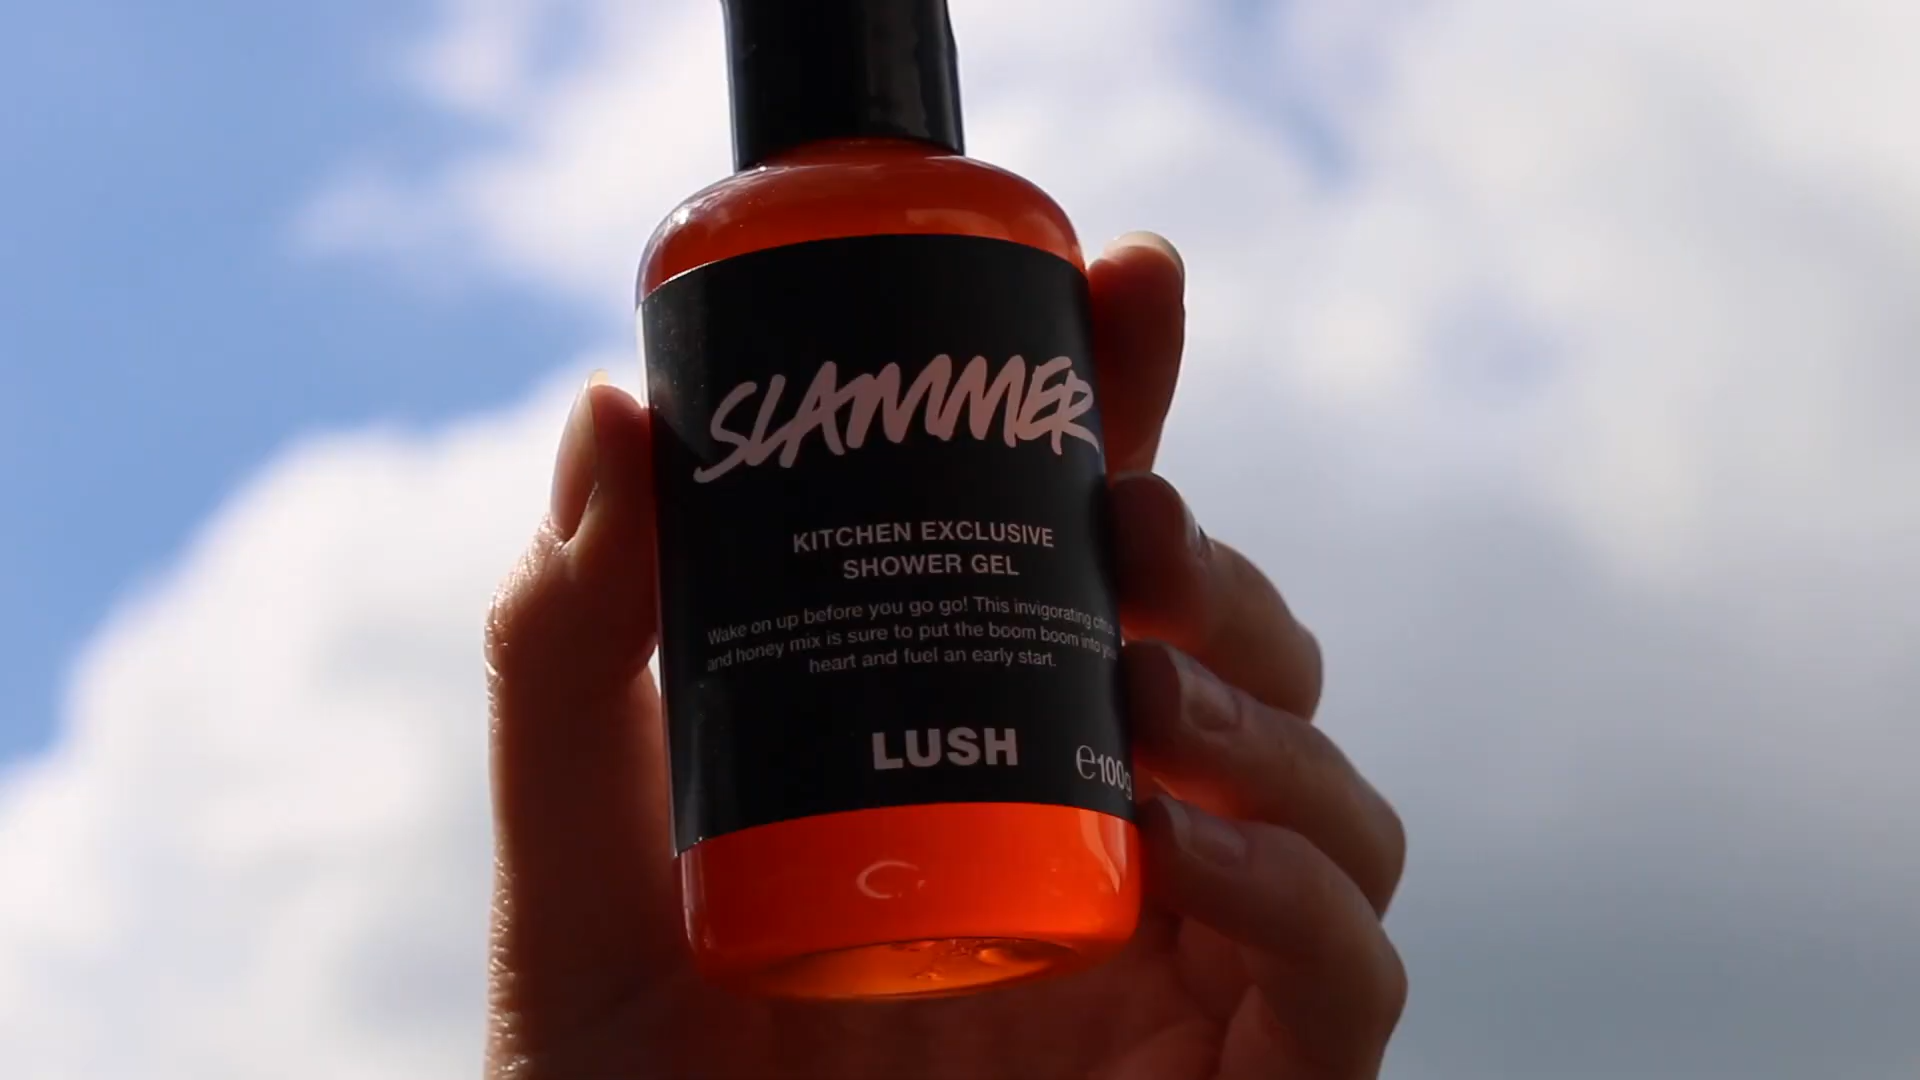 SLAMMER
KITCHEN EXCLUSIVE
SHOWER GEL
Wake on up before you go go! This invigorating
and honey mix is sure to put the boom boom into
heart and fuel an early start.
LUSH
℮100g